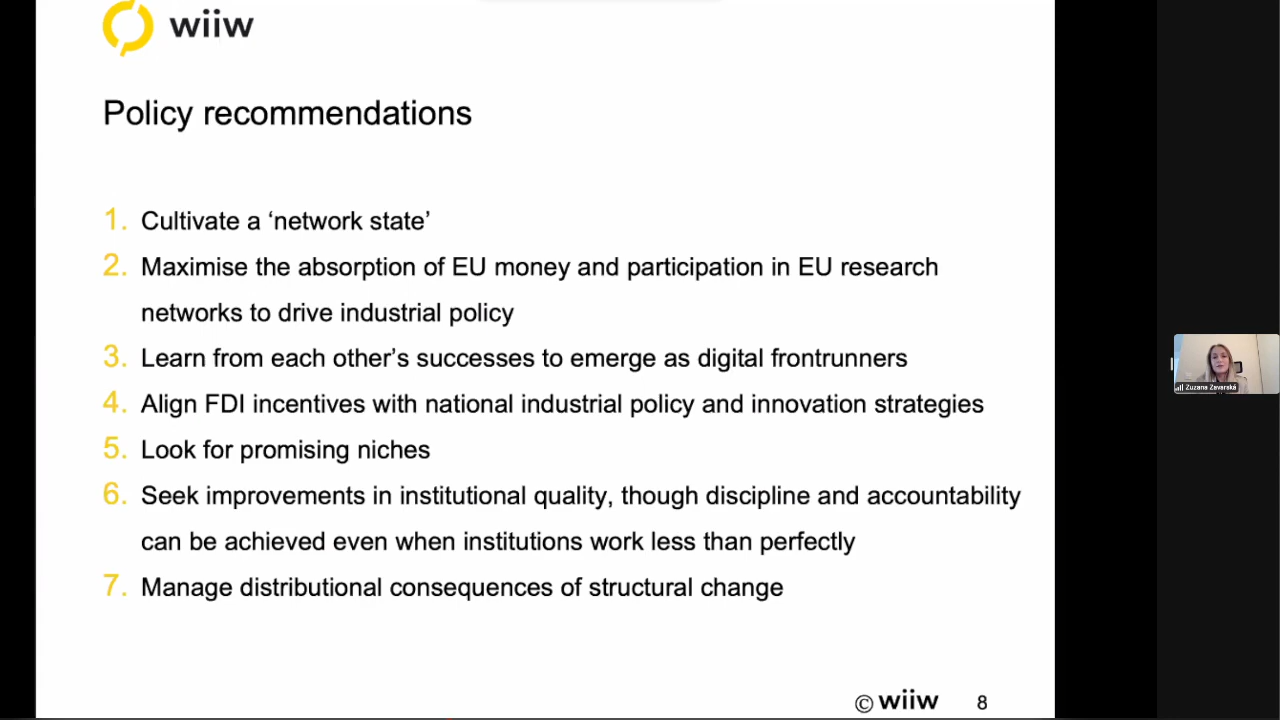 wiiw
Policy recommendations
1. Cultivate a ‘network state’
2. Maximise the absorption of EU money and participation in EU research
networks to drive industrial policy
3. Learn from each other’s successes to emerge as digital frontrunners
4. Align FDI incentives with national industrial policy and innovation strategies
5. Look for promising niches
6. Seek improvements in institutional quality, though discipline and accountability
can be achieved even when institutions work less than perfectly
7. Manage distributional consequences of structural change
Zuzana Zavarská
© wiiw 8